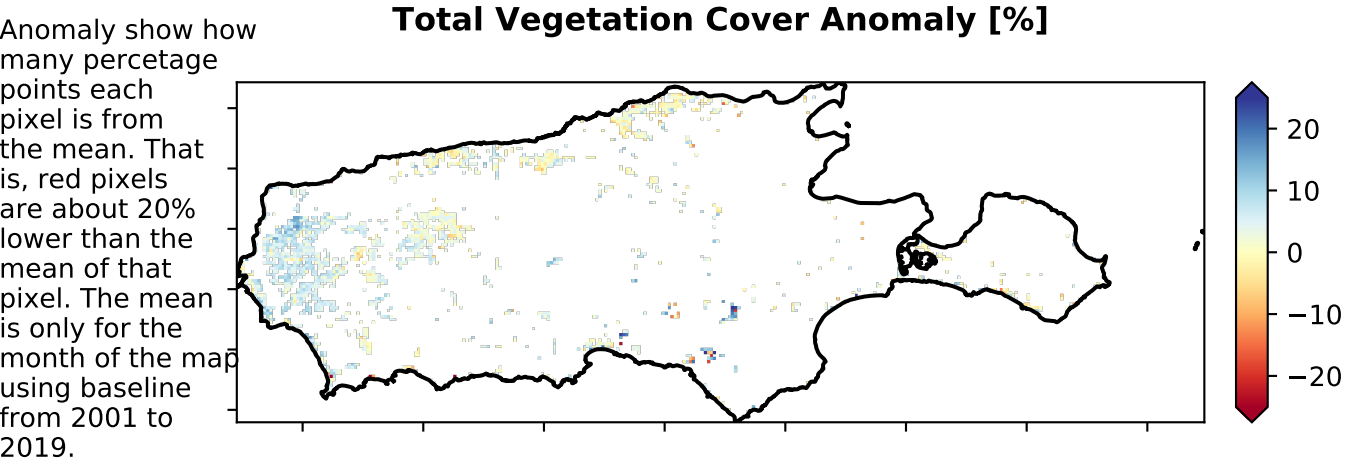 Total Vegetation Cover Anomaly [%]
Anomaly show how
many percetage
points each
pixel is from
the mean. That
is, red pixels
are about 20%
lower than the
mean of that
pixel. The mean
is only for the
month of the map
using baseline
from 2001 to
2019.
20
10
0
−10
−20